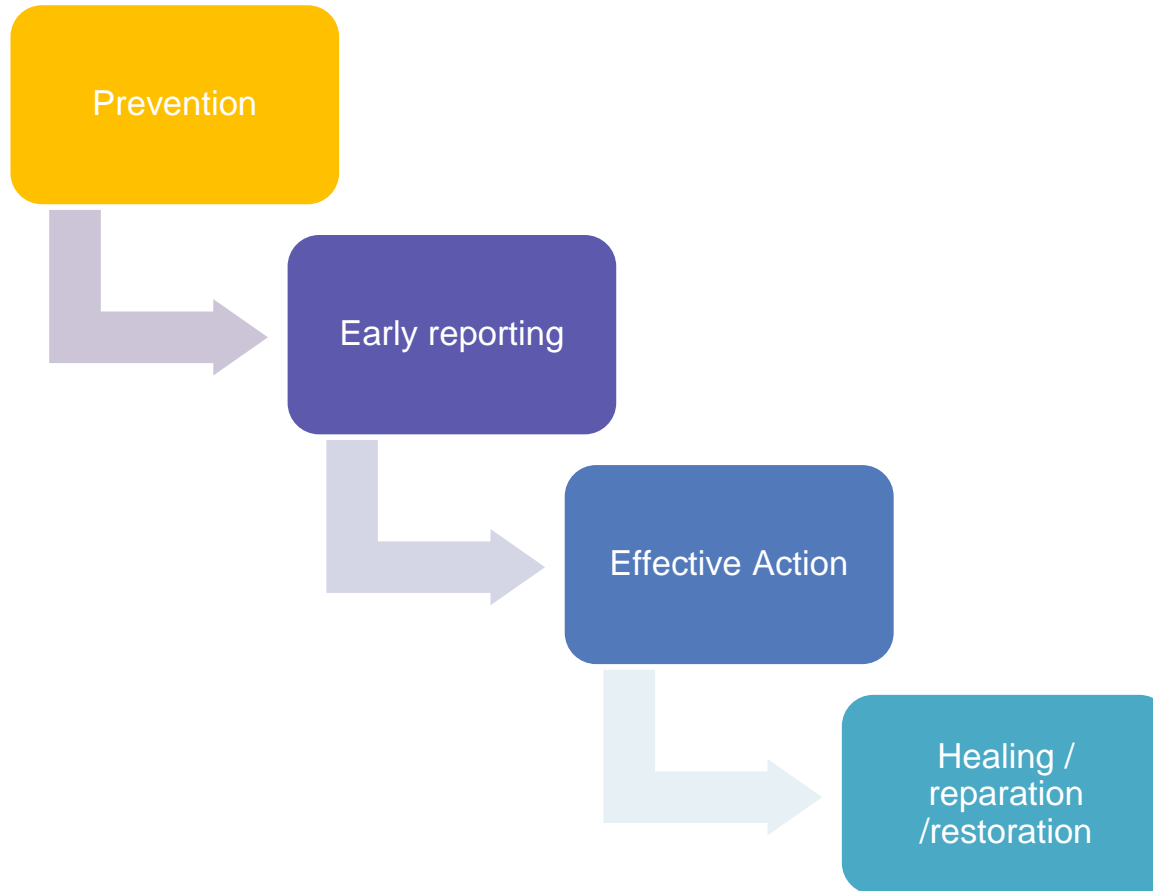 Prevention
Early reporting
Effective Action
Healing /
reparation
/restoration